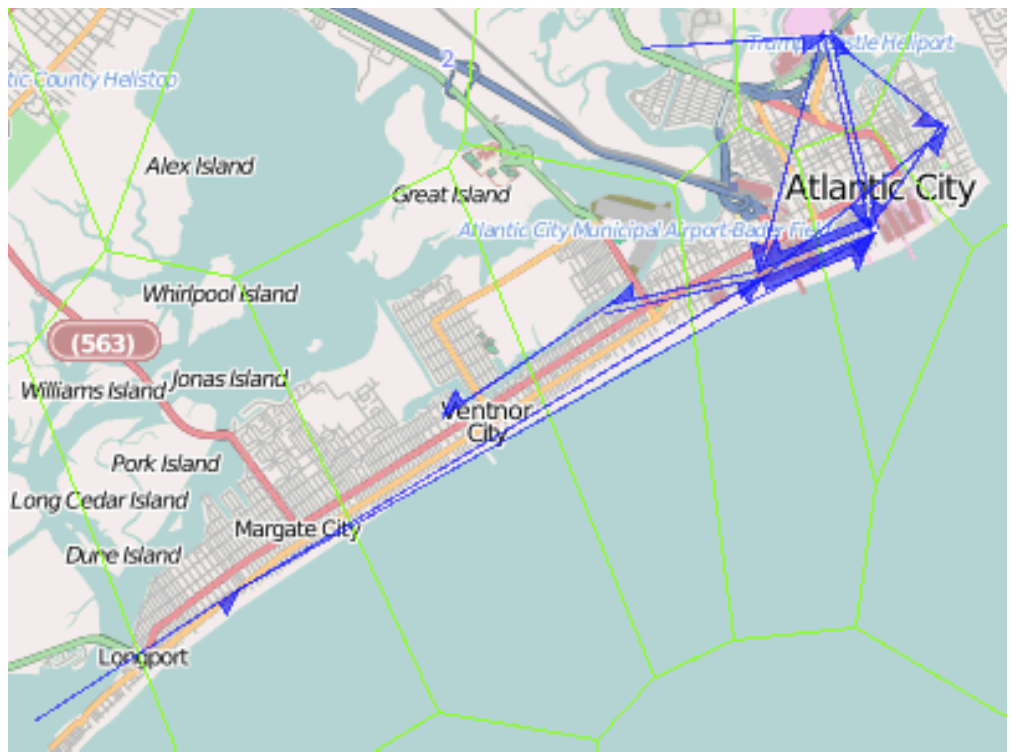 Trump Castle Heliport
2
tic County Helistop
Alex Island
Great Island
Atlantic City
Atlantic City Municipal Airport-Bader Field
Whirlpool Island
(563)
Jonas Island
Williams Island
Ventnor
City
Pork Island
Long Cedar Island
Margate City
Dune Island
Longport